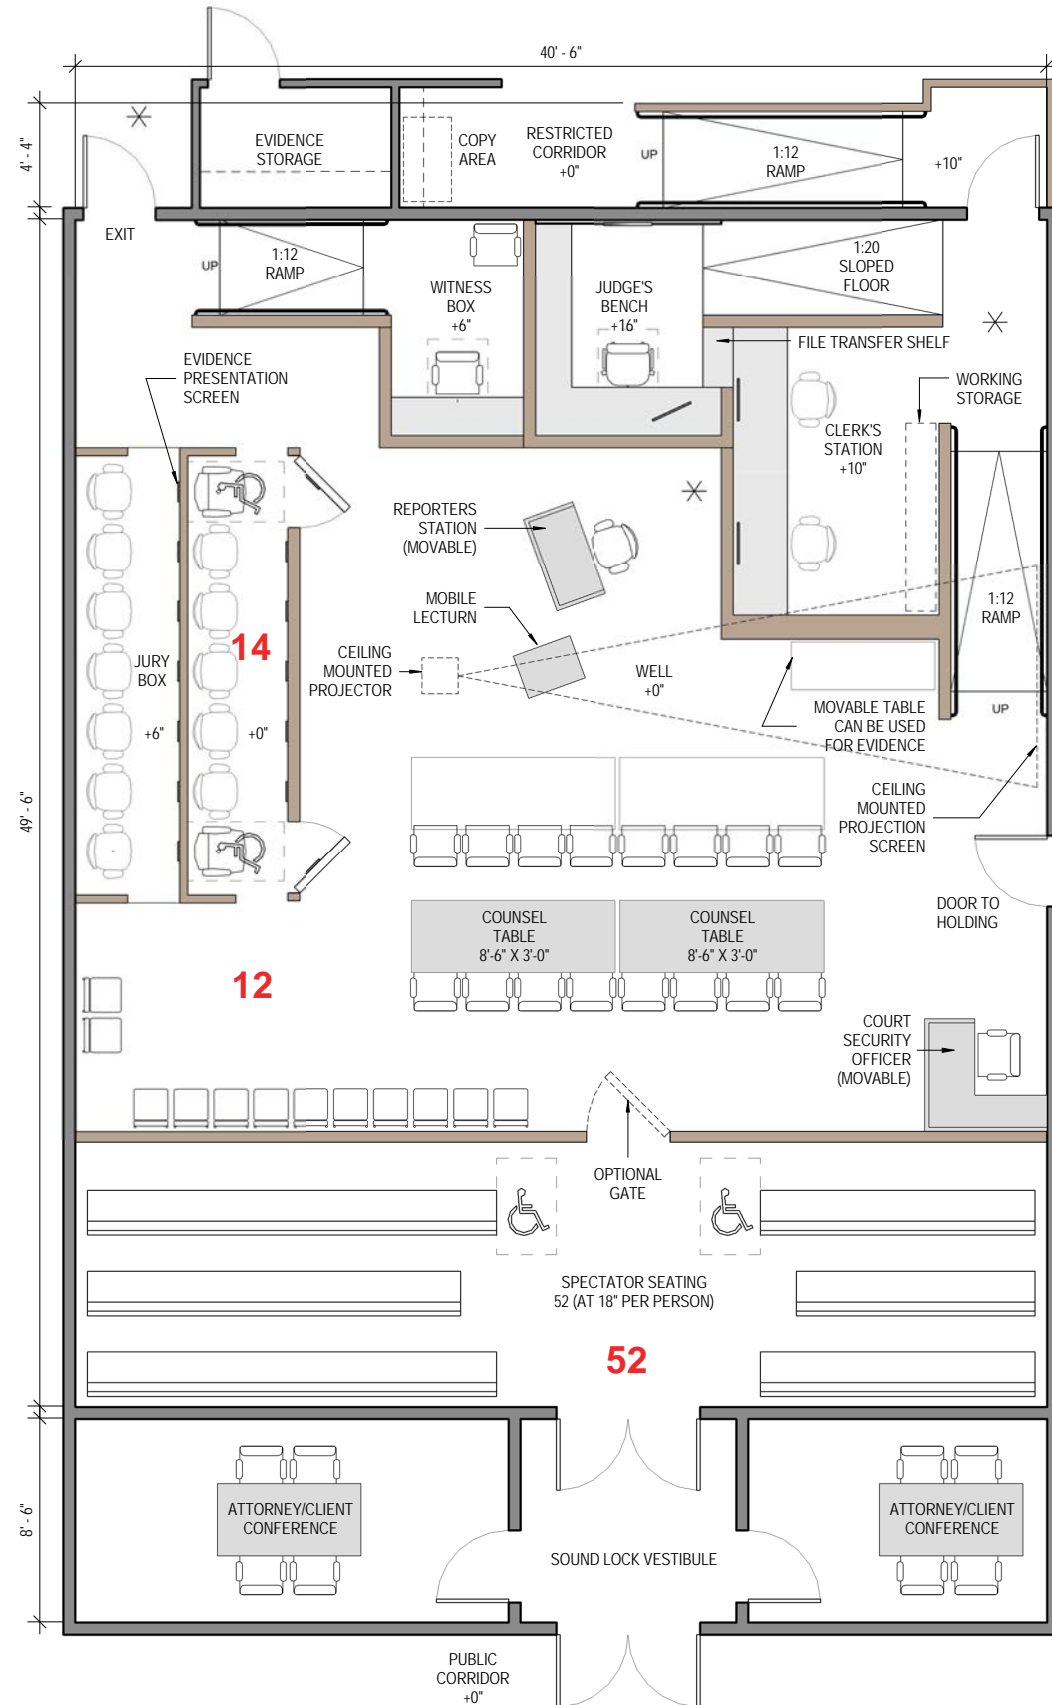 40' - 6"
4' - 4"
EVIDENCE
STORAGE
COPY
AREA
RESTRICTED
CORRIDOR
+0"
UP
1:12
RAMP
+10"
EXIT
UP
1:12
RAMP
WITNESS
BOX
+6"
JUDGE'S
BENCH
+16"
1:20
SLOPED
FLOOR
FILE TRANSFER SHELF
EVIDENCE
PRESENTATION
SCREEN
WORKING
STORAGE
CLERK'S
STATION
+10"
REPORTERS
STATION
(MOVABLE)
MOBILE
LECTURN
CEILING
MOUNTED
PROJECTOR
14
JURY
BOX
+6"
+0"
WELL
+0"
1:12
RAMP
UP
MOVABLE TABLE
CAN BE USED
FOR EVIDENCE
CEILING
MOUNTED
PROJECTION
SCREEN
49' - 6"
DOOR TO
HOLDING
COUNSEL
TABLE
8'-6" X 3'-0"
COUNSEL
TABLE
8'-6" X 3'-0"
12
COURT
SECURITY
OFFICER
(MOVABLE)
OPTIONAL
GATE
SPECTATOR SEATING
52 (AT 18" PER PERSON)
52
8' - 6"
ATTORNEY/CLIENT
CONFERENCE
ATTORNEY/CLIENT
CONFERENCE
SOUND LOCK VESTIBULE
PUBLIC
CORRIDOR
+0"